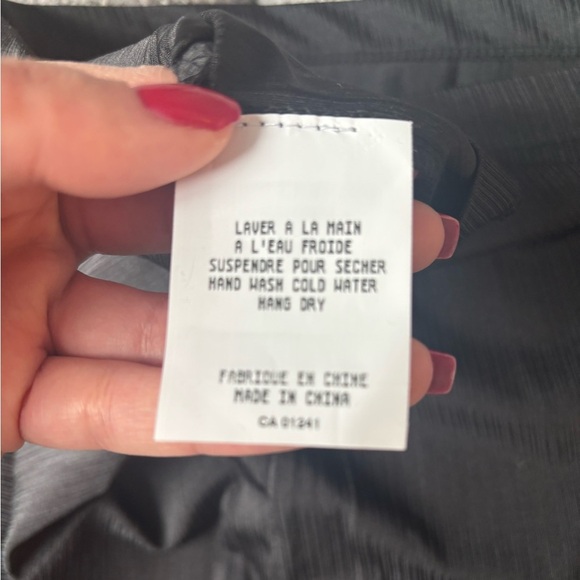 LAVER A LA MAIN
A L'EAU FROIDE
SUSPENDRE POUR SECHER
HAND WASH COLD WATER
HANG DRY
FABRIQUE EN CHINE
MADE IN CHINA
CA 01241